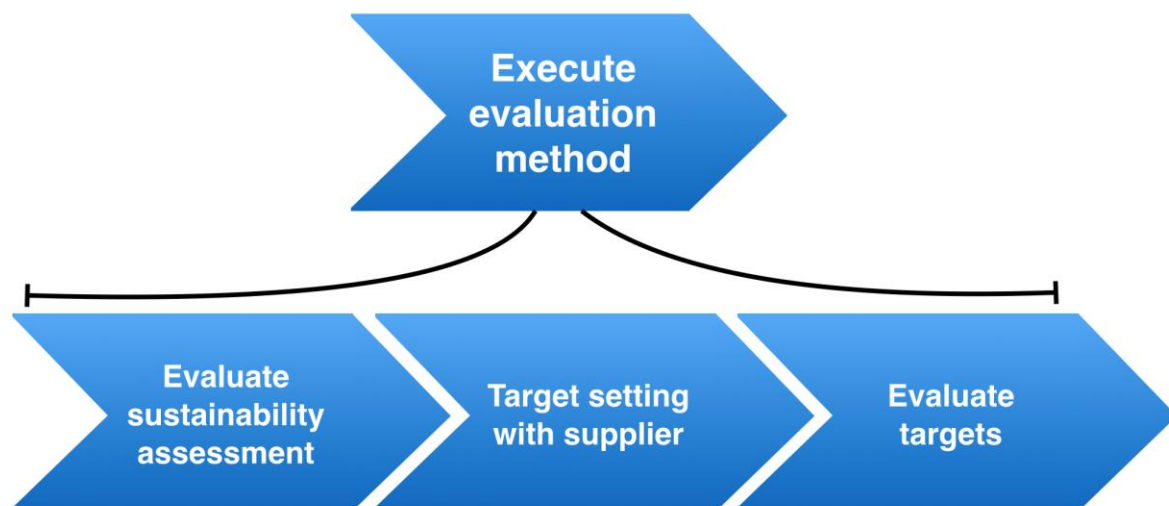 Execute
evaluation
method
Evaluate
sustainability
assessment
Target setting
with supplier
Evaluate
targets